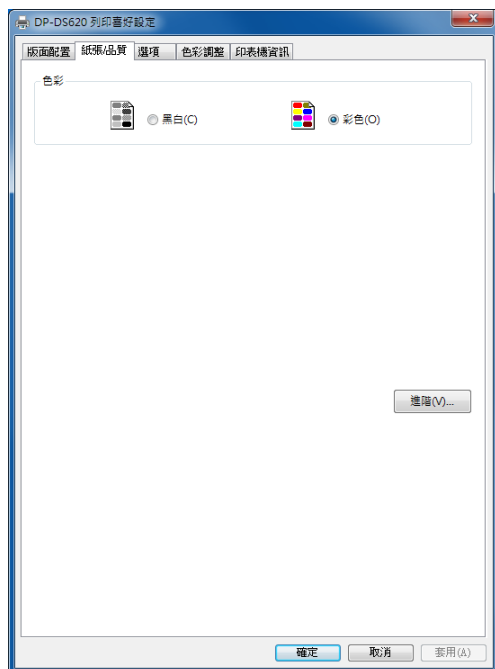 DP-DS620 列印喜好設定
版面配置 紙張/品質 選項 色彩調整 印表機資訊
色彩
黑白(C) 彩色(O)
進階(V)...
確定 取消 套用(A)